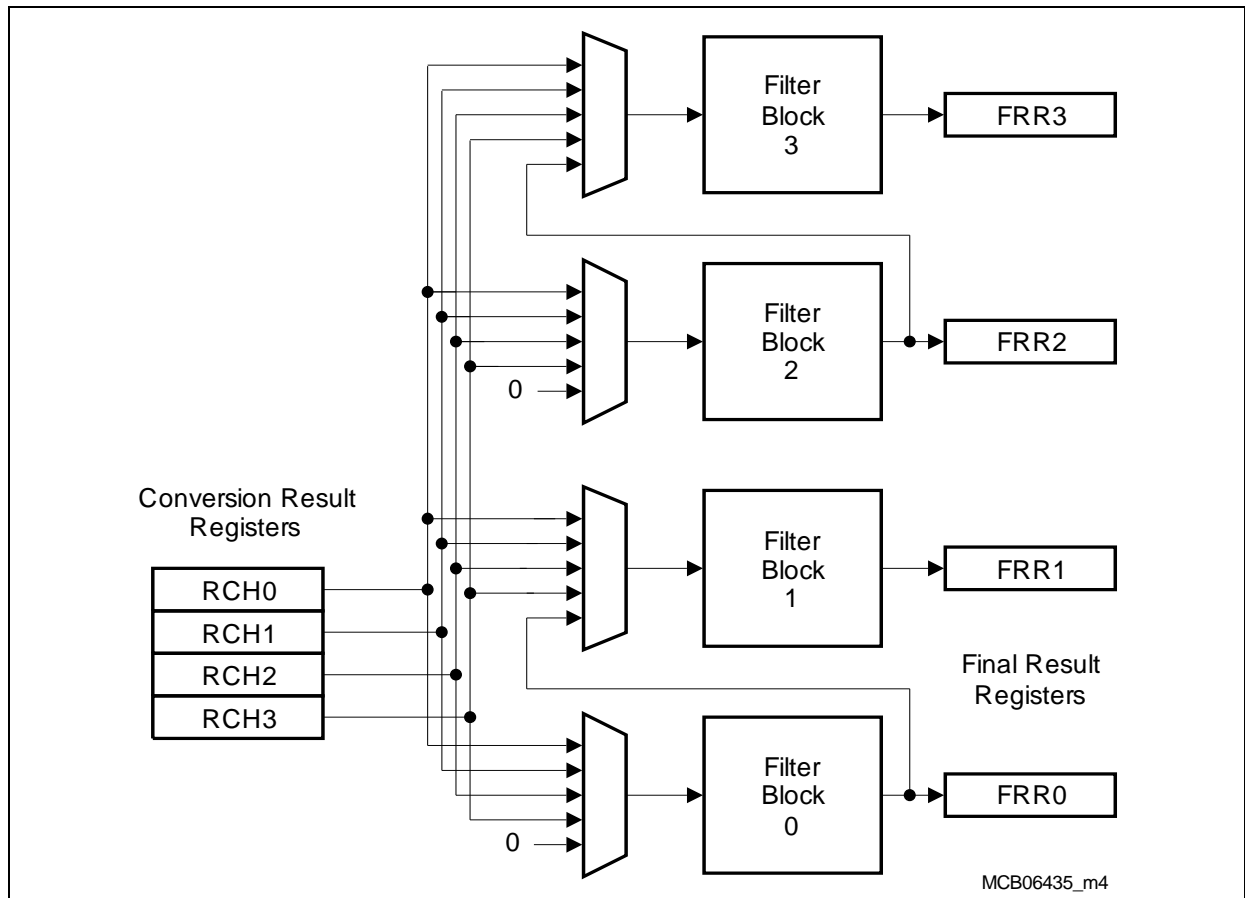 Filter
Block
3
FRR3
Filter
Block
2
FRR2
0
Conversion Result
Registers
RCH0
RCH1
RCH2
RCH3
Filter
Block
1
FRR1
Final Result
Registers
Filter
Block
0
FRR0
0
MCB06435_m4